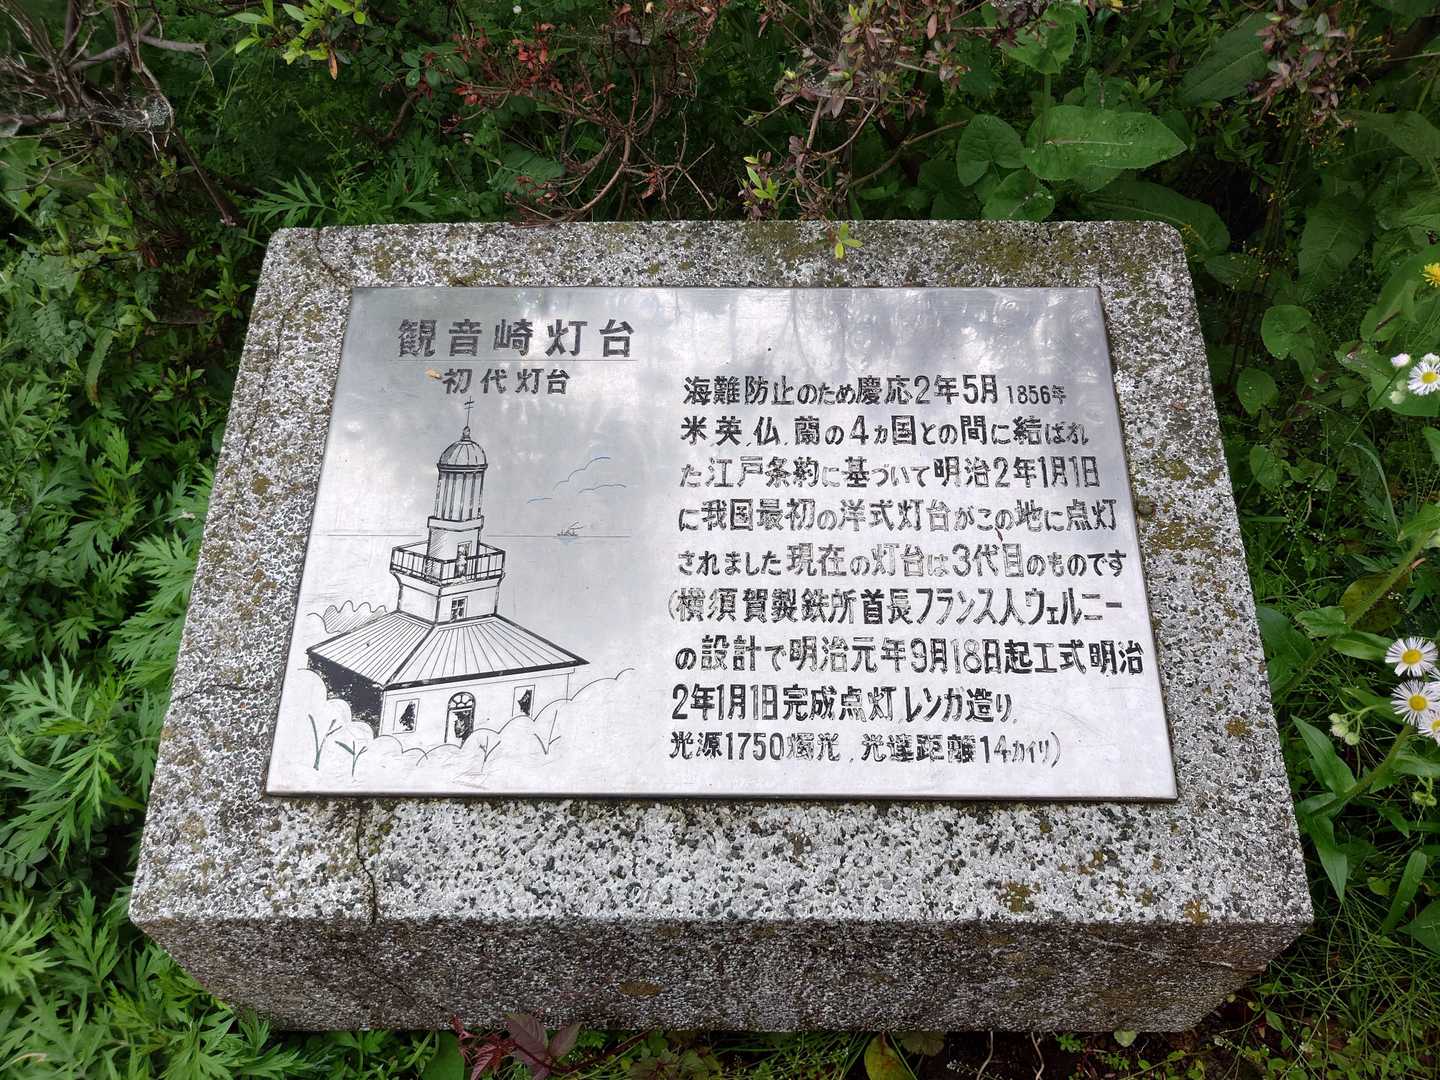 観音崎灯台
初代灯台
海難防止のため慶応2年5月1856年
米,英,仏,蘭の4ヵ国との間に結ばれ
た江戸条約に基づいて明治2年1月1日
に我国最初の洋式灯台がこの地に点灯
されました現在の灯台は3代目のものです
(横須賀製鉄所首長フランス人ウェルニー
の設計で明治元年9月18日起工式明治
2年1月1日完成点灯,レンガ造り,
光源1750燭光,光達距離14カイリ)